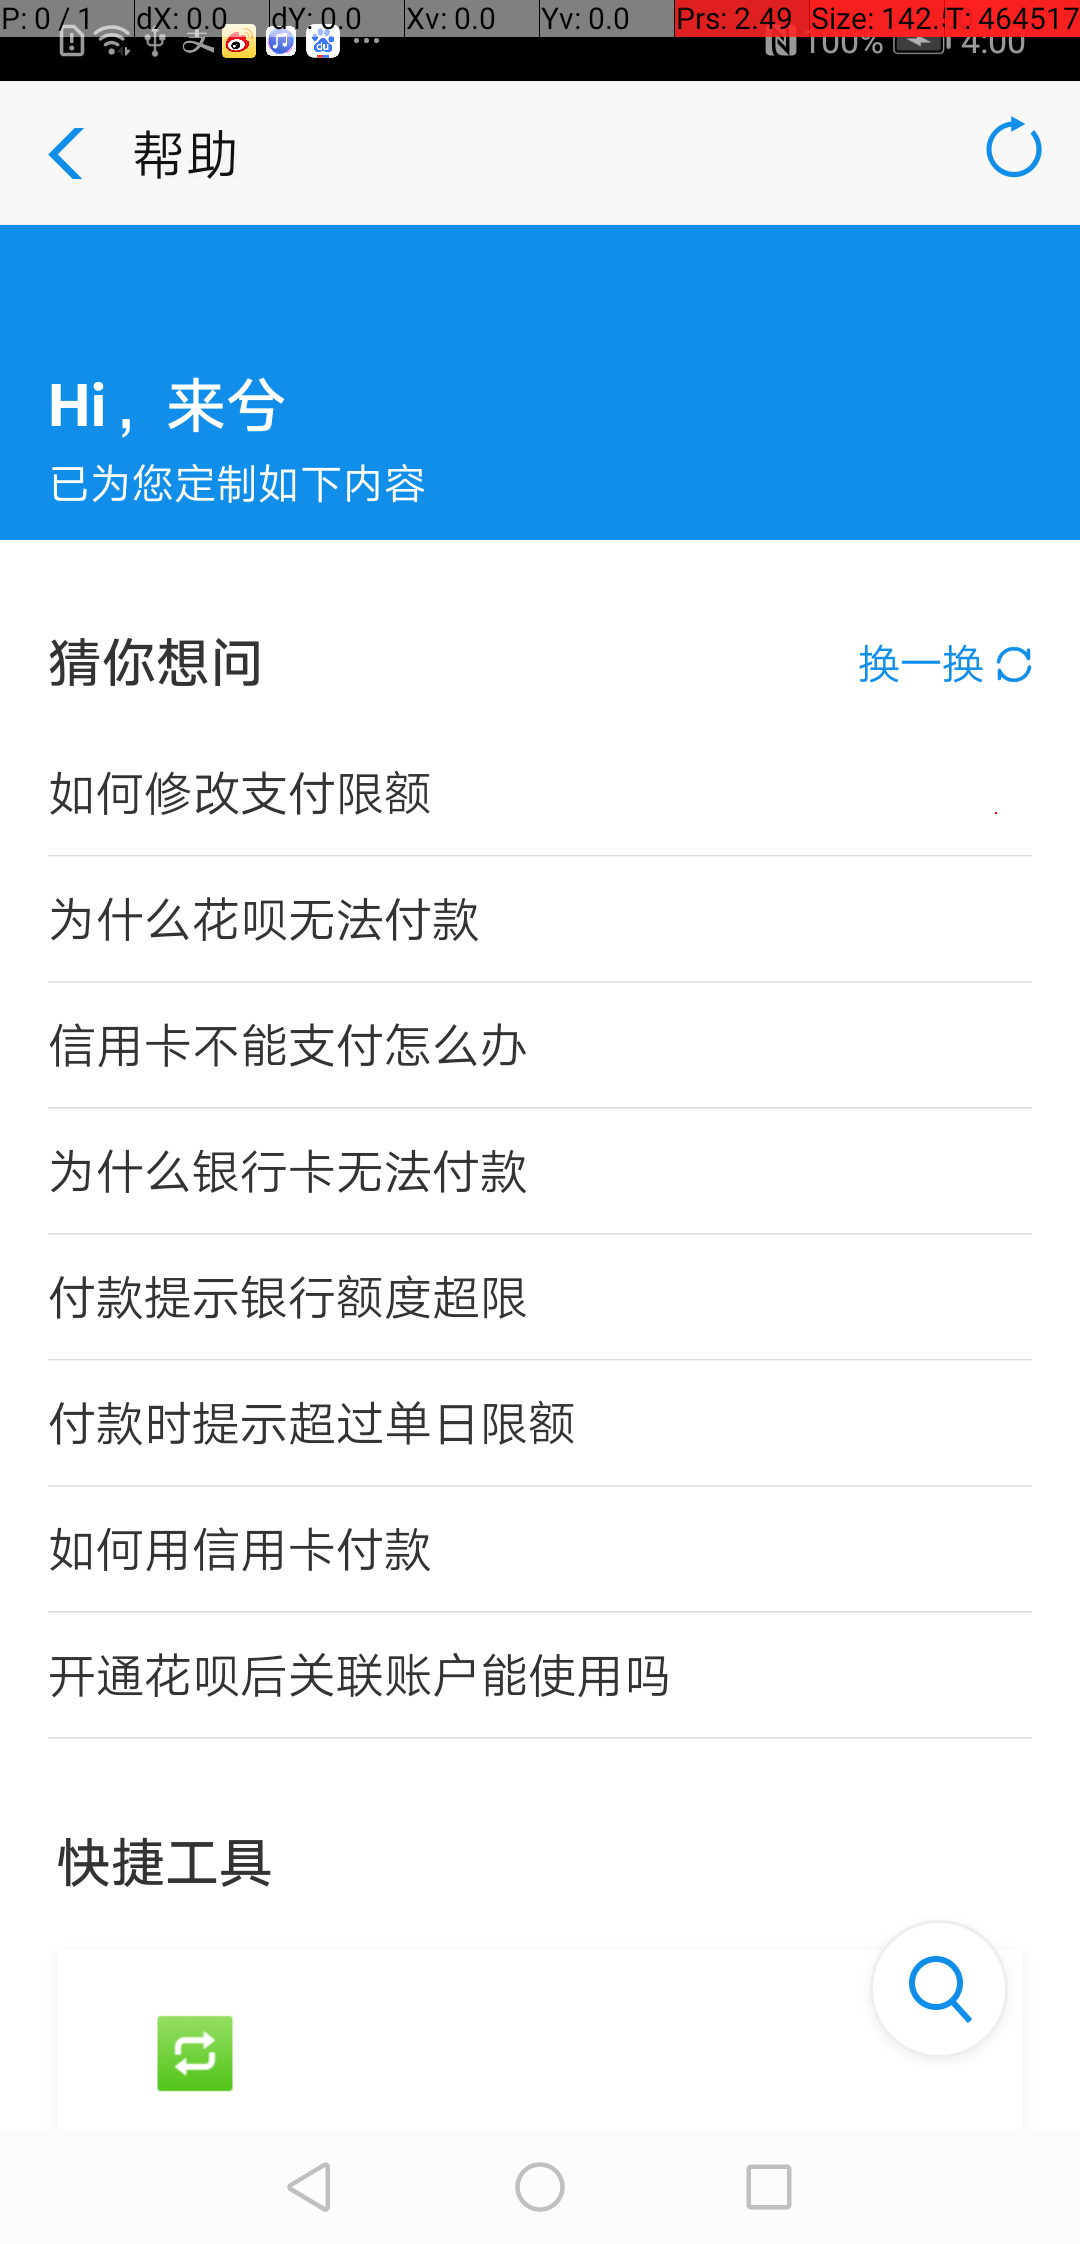 P: 0 / 1 dX: 0.0 dY: 0.0 Xv: 0.0 Yv: 0.0 Prs: 2.49 Size: 142. T: 464517
100% 4:00
帮助
Hi，来兮
已为您定制如下内容
猜你想问 换一换
如何修改支付限额
为什么花呗无法付款
信用卡不能支付怎么办
为什么银行卡无法付款
付款提示银行额度超限
付款时提示超过单日限额
如何用信用卡付款
开通花呗后关联账户能使用吗
快捷工具